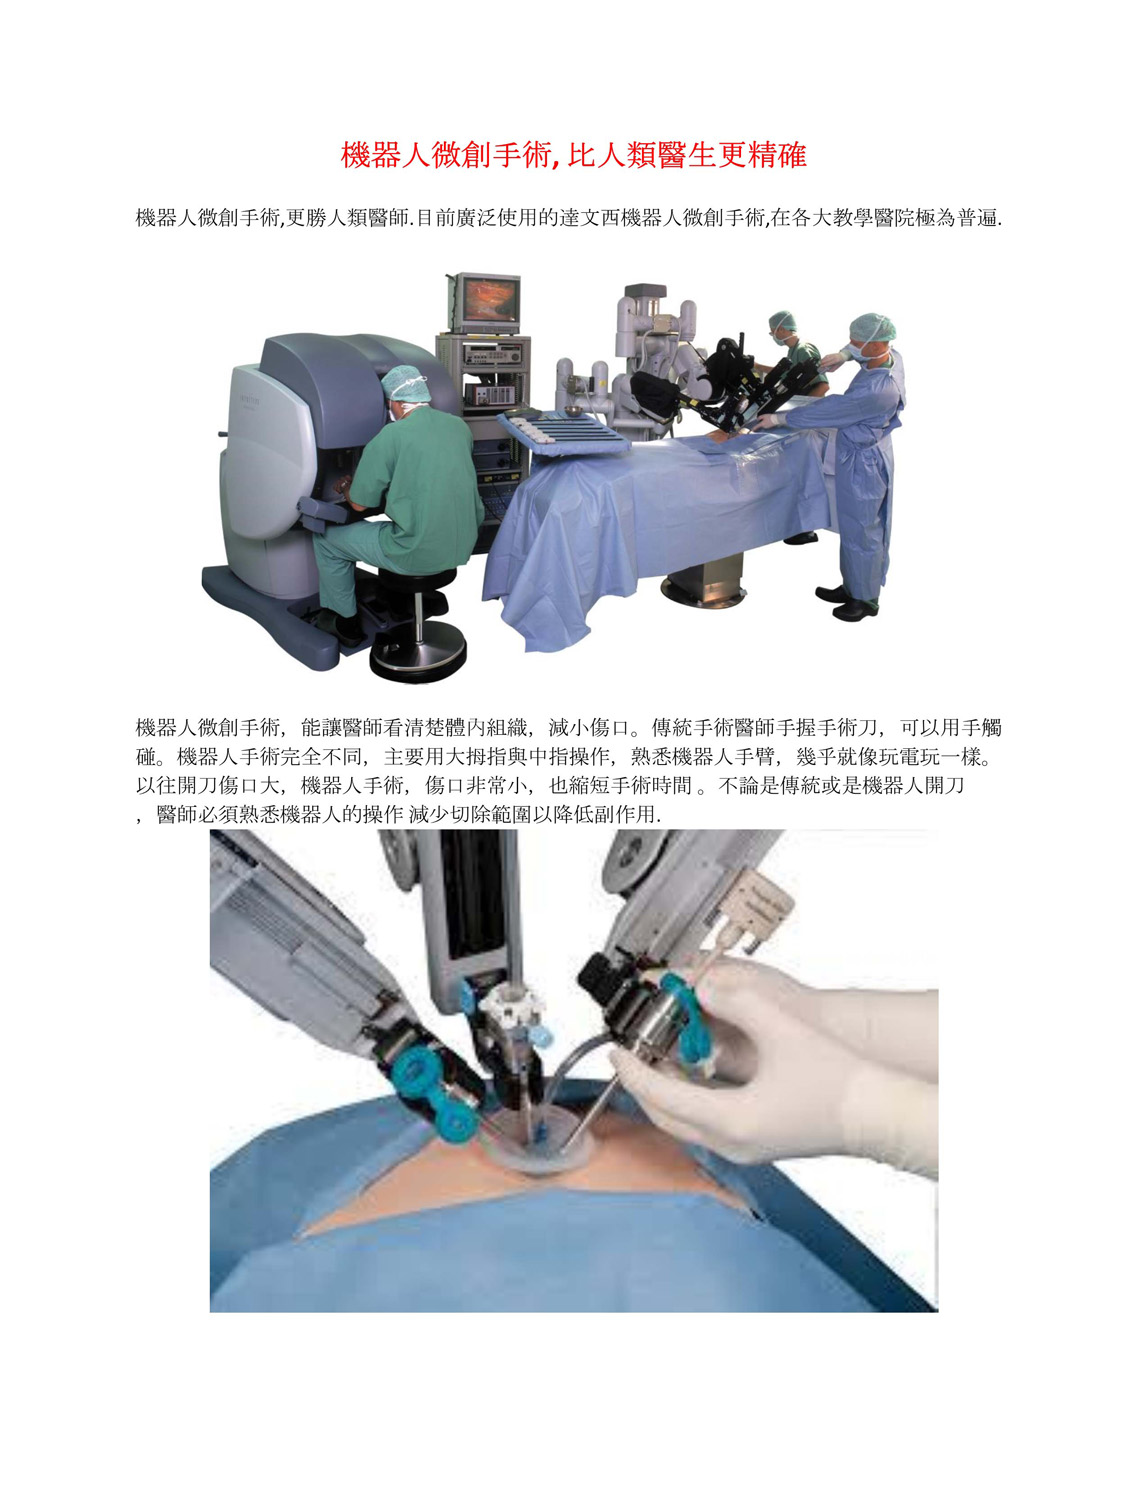 機器人微創手術, 比人類醫生更精確
機器人微創手術,更勝人類醫師.目前廣泛使用的達文西機器人微創手術,在各大教學醫院極為普遍.
機器人微創手術，能讓醫師看清楚體內組織，減小傷口。傳統手術醫師手握手術刀，可以用手觸
碰。機器人手術完全不同，主要用大拇指與中指操作，熟悉機器人手臂，幾乎就像玩電玩一樣。
以往開刀傷口大，機器人手術，傷口非常小，也縮短手術時間 。不論是傳統或是機器人開刀
，醫師必須熟悉機器人的操作 減少切除範圍以降低副作用.